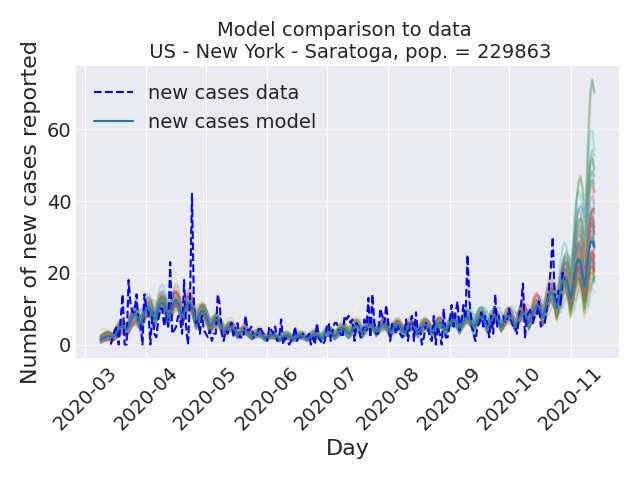 Model comparison to data
US - New York - Saratoga, pop. = 229863
Number of new cases reported
new cases data
new cases model
60
40
20
0
2020-03
2020-04
2020-05
2020-06
2020-07
2020-08
2020-09
2020-10
2020-11
Day